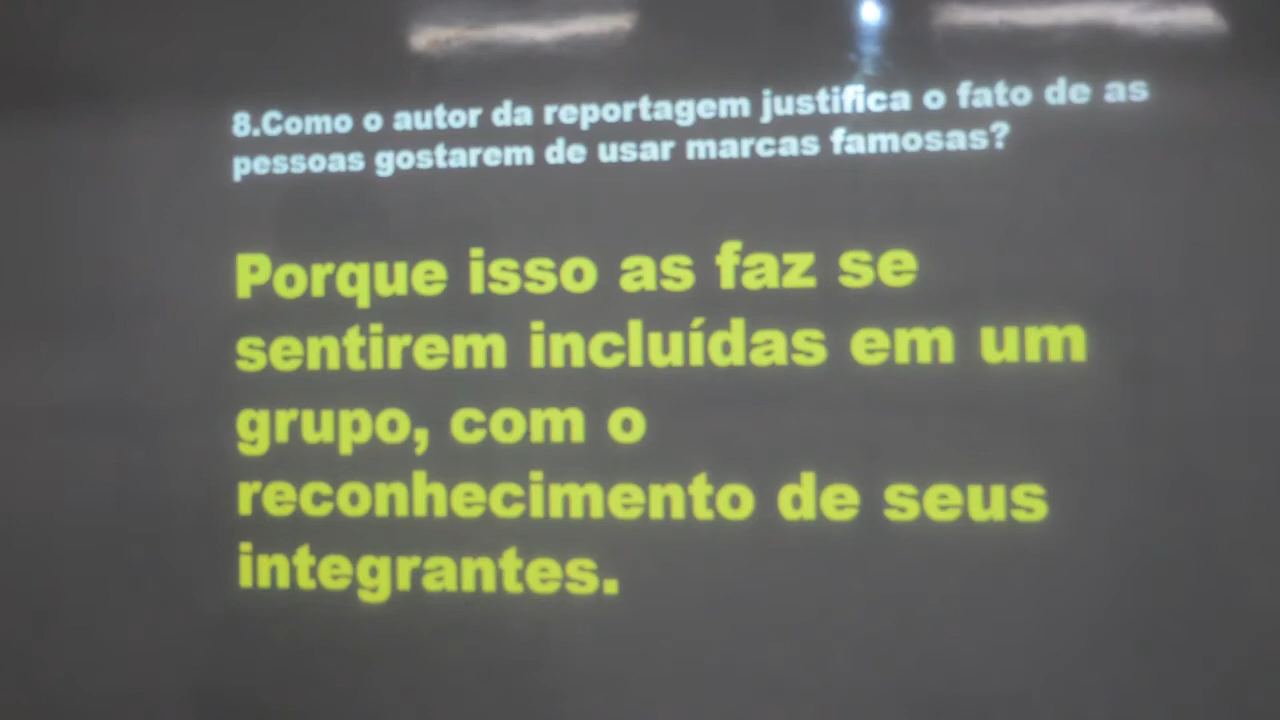 8.Como o autor da reportagem justifica o fato de as
pessoas gostarem de usar marcas famosas?
Porque isso as faz se
sentirem incluídas em um
grupo, com o
reconhecimento de seus
integrantes.